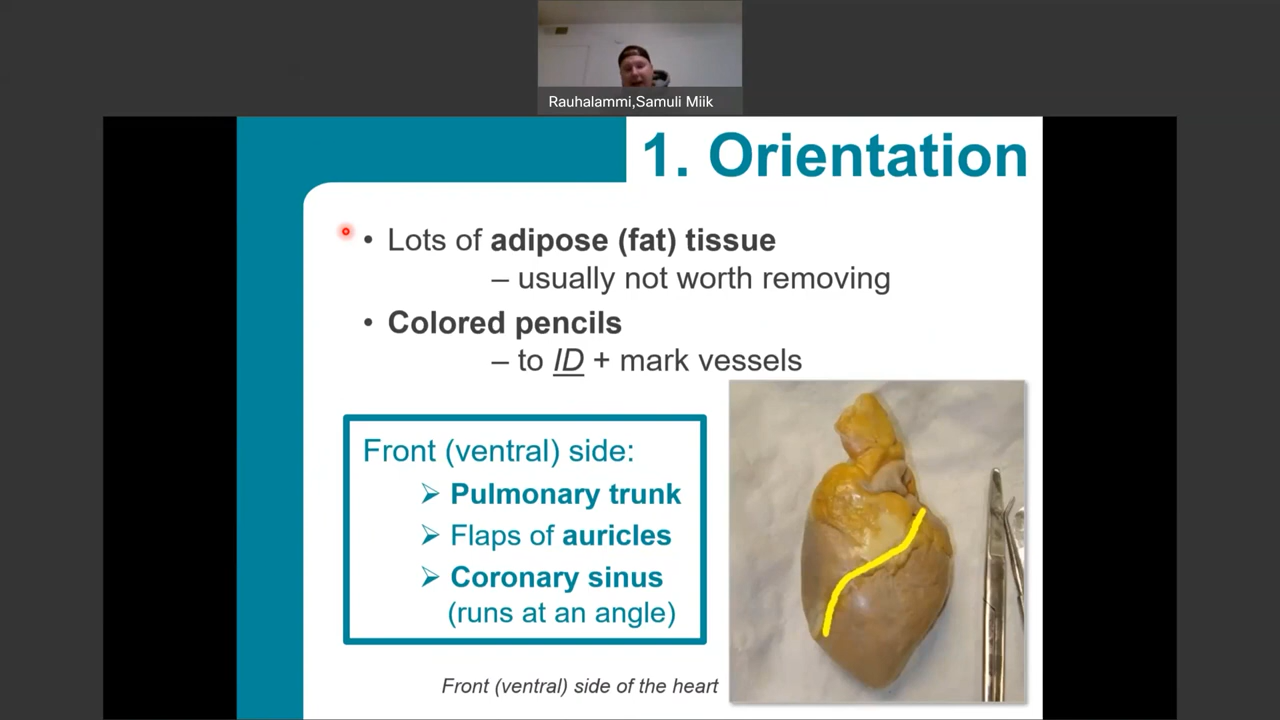 Rauhalammi,Samuli Miik
1. Orientation
• Lots of adipose (fat) tissue
– usually not worth removing
• Colored pencils
– to ID + mark vessels
Front (ventral) side:
➢ Pulmonary trunk
➢ Flaps of auricles
➢ Coronary sinus
(runs at an angle)
Front (ventral) side of the heart